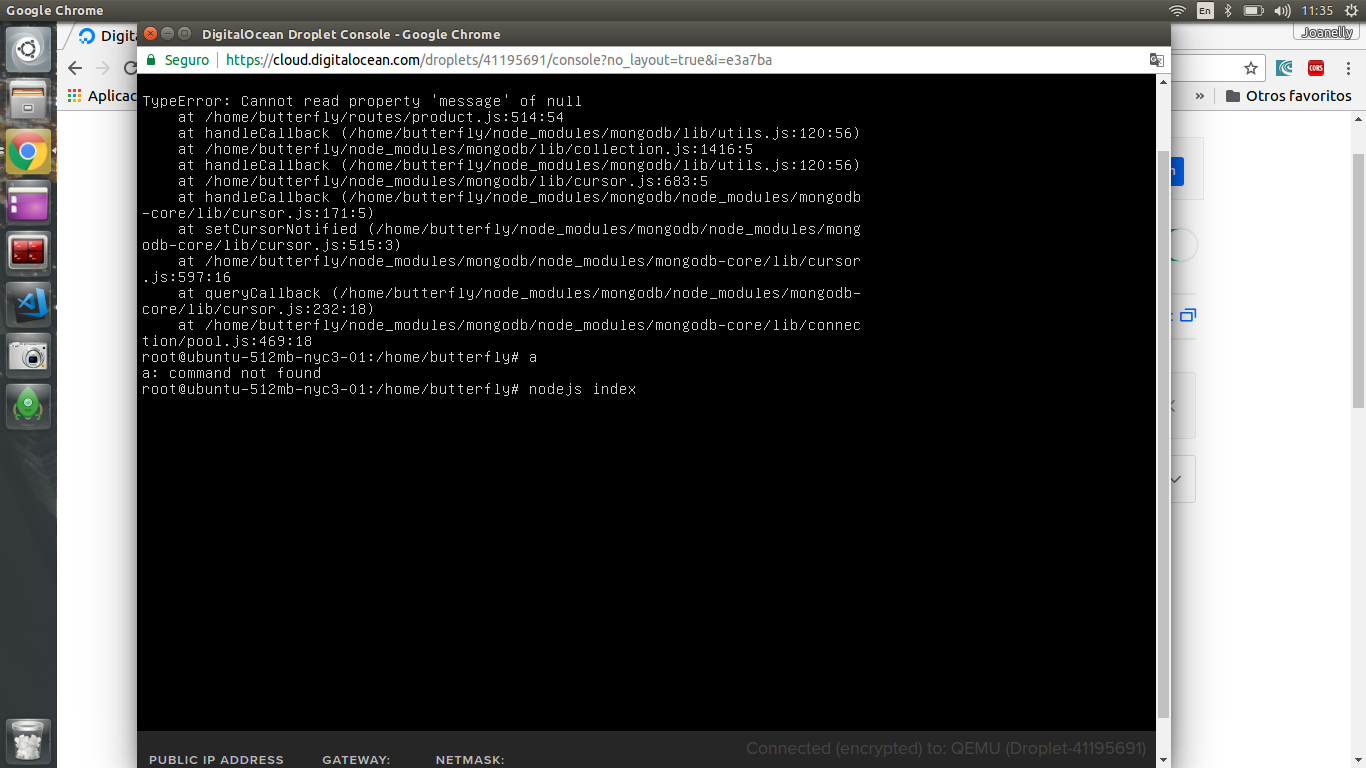 Google Chrome
En
11:35
Joanelly
Digita
DigitalOcean Droplet Console - Google Chrome
Seguro
https://cloud.digitalocean.com/droplets/41195691/console?no_layout=true&i=e3a7ba
CORS
Aplicac
»
Otros favoritos
TypeError: Cannot read property 'message' of null
at /home/butterfly/routes/product.js:514:54
at handleCallback (/home/butterfly/node_modules/mongodb/lib/utils.js:120:56)
at /home/butterfly/node_modules/mongodb/lib/collection.js:1416:5
at handleCallback (/home/butterfly/node_modules/mongodb/lib/utils.js:120:56)
at /home/butterfly/node_modules/mongodb/lib/cursor.js:683:5
at handleCallback (/home/butterfly/node_modules/mongodb/node_modules/mongodb
-core/lib/cursor.js:171:5)
at setCursorNotified (/home/butterfly/node_modules/mongodb/node_modules/mong
odb-core/lib/cursor.js:515:3)
at /home/butterfly/node_modules/mongodb/node_modules/mongodb-core/lib/cursor
.js:597:16
at queryCallback (/home/butterfly/node_modules/mongodb/node_modules/mongodb-
core/lib/cursor.js:232:18)
at /home/butterfly/node_modules/mongodb/node_modules/mongodb-core/lib/connec
tion/pool.js:469:18
root@ubuntu-512mb-nyc3-01:/home/butterfly# a
a: command not found
root@ubuntu-512mb-nyc3-01:/home/butterfly# nodejs index
Connected (encrypted) to: QEMU (Droplet-41195691)
PUBLIC IP ADDRESS GATEWAY: NETMASK: